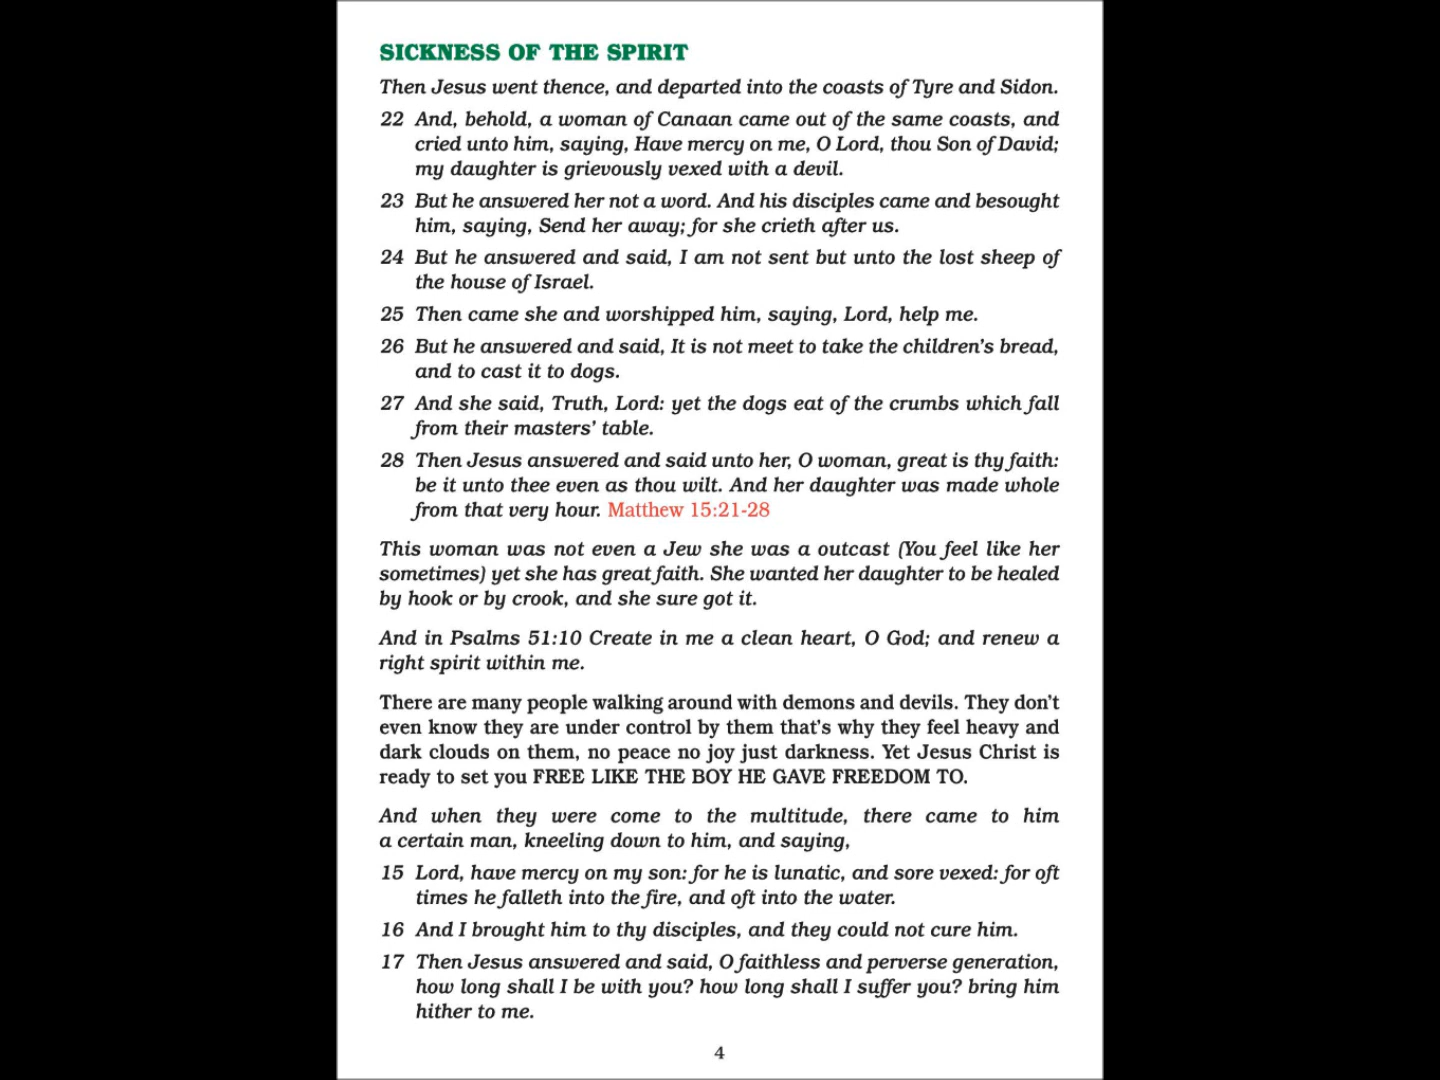 SICKNESS OF THE SPIRIT
Then Jesus went thence, and departed into the coasts of Tyre and Sidon.
22 And, behold, a woman of Canaan came out of the same coasts, and
cried unto him, saying, Have mercy on me, O Lord, thou Son of David;
my daughter is grievously vexed with a devil.
23 But he answered her not a word. And his disciples came and besought
him, saying, Send her away; for she crieth after us.
24 But he answered and said, I am not sent but unto the lost sheep of
the house of Israel.
25 Then came she and worshipped him, saying, Lord, help me.
26 But he answered and said, It is not meet to take the children's bread,
and to cast it to dogs.
27 And she said, Truth, Lord: yet the dogs eat of the crumbs which fall
from their masters' table.
28 Then Jesus answered and said unto her, O woman, great is thy faith:
be it unto thee even as thou wilt. And her daughter was made whole
from that very hour. Matthew 15:21-28
This woman was not even a Jew she was a outcast (You feel like her
sometimes) yet she has great faith. She wanted her daughter to be healed
by hook or by crook, and she sure got it.
And in Psalms 51:10 Create in me a clean heart, O God; and renew a
right spirit within me.
There are many people walking around with demons and devils. They don't
even know they are under control by them that's why they feel heavy and
dark clouds on them, no peace no joy just darkness. Yet Jesus Christ is
ready to set you FREE LIKE THE BOY HE GAVE FREEDOM TO.
And when they were come to the multitude, there came to him
a certain man, kneeling down to him, and saying,
15 Lord, have mercy on my son: for he is lunatic, and sore vexed: for oft
times he falleth into the fire, and oft into the water.
16 And I brought him to thy disciples, and they could not cure him.
17 Then Jesus answered and said, O faithless and perverse generation,
how long shall I be with you? how long shall I suffer you? bring him
hither to me.
4